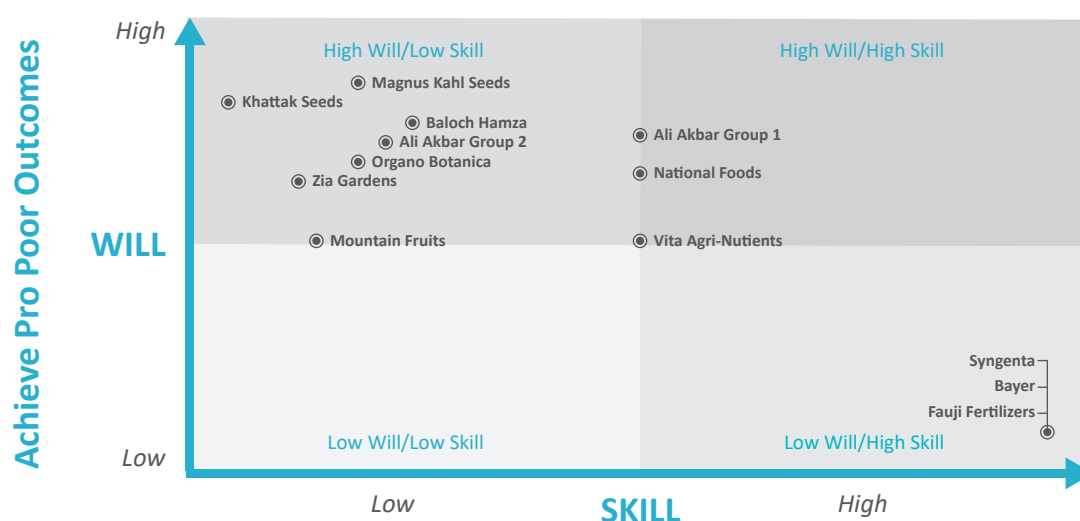 Achieve Pro Poor Outcomes
High
WILL
Low
High Will/Low Skill
High Will/High Skill
Magnus Kahl Seeds
Khattak Seeds
Baloch Hamza
Ali Akbar Group 2
Organo Botanica
Zia Gardens
Mountain Fruits
Ali Akbar Group 1
National Foods
Vita Agri-Nutients
Syngenta
Bayer
Fauji Fertilizers
Low Will/Low Skill
Low Will/High Skill
Low
SKILL
High